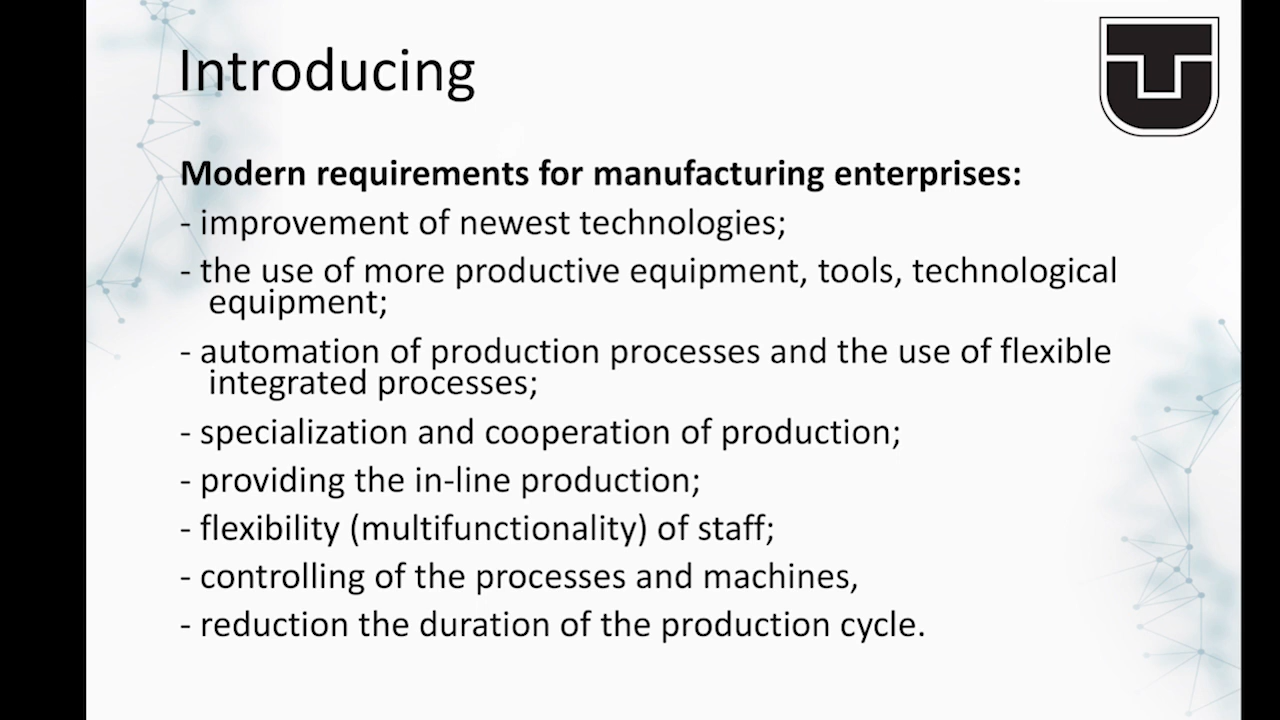 Introducing
Modern requirements for manufacturing enterprises:
- improvement of newest technologies;
- the use of more productive equipment, tools, technological
equipment;
- automation of production processes and the use of flexible
integrated processes;
- specialization and cooperation of production;
- providing the in-line production;
- flexibility (multifunctionality) of staff;
- controlling of the processes and machines,
- reduction the duration of the production cycle.